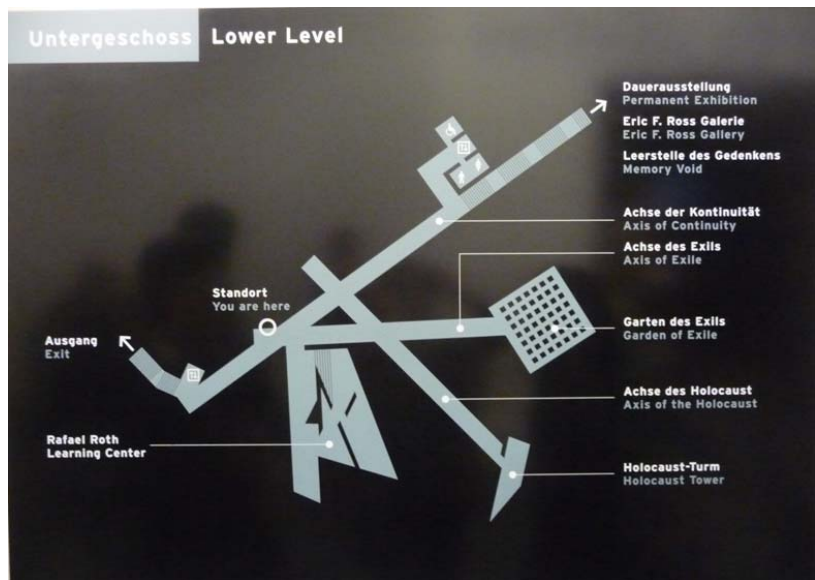 Untergeschoss Lower Level
Dauerausstellung
Permanent Exhibition
Eric F. Ross Galerie
Eric F. Ross Gallery
Leerstelle des Gedenkens
Memory Void
Achse der Kontinuität
Axis of Continuity
Achse des Exils
Axis of Exile
Standort
You are here
Garten des Exils
Garden of Exile
Ausgang
Exit
Achse des Holocaust
Axis of the Holocaust
Rafael Roth
Learning Center
Holocaust-Turm
Holocaust Tower